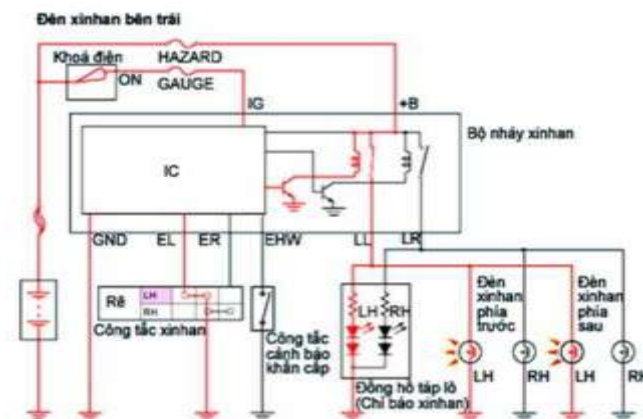 Đèn xinhan bên trái
HAZARD
Khoá điện
ON
GAUGE
IG
+B
Bộ nháy xinhan
IC
GND
EL
ER
EHW
LL
LR
Rẽ
LH
RH
Công tắc xinhan
Công tắc
cảnh báo
khẩn cấp
LH
RH
Đồng hồ táp lô
(Chỉ báo xinhan)
Đèn
xinhan
phía
trước
Đèn
xinhan
phía
sau
LH
RH
LH
RH